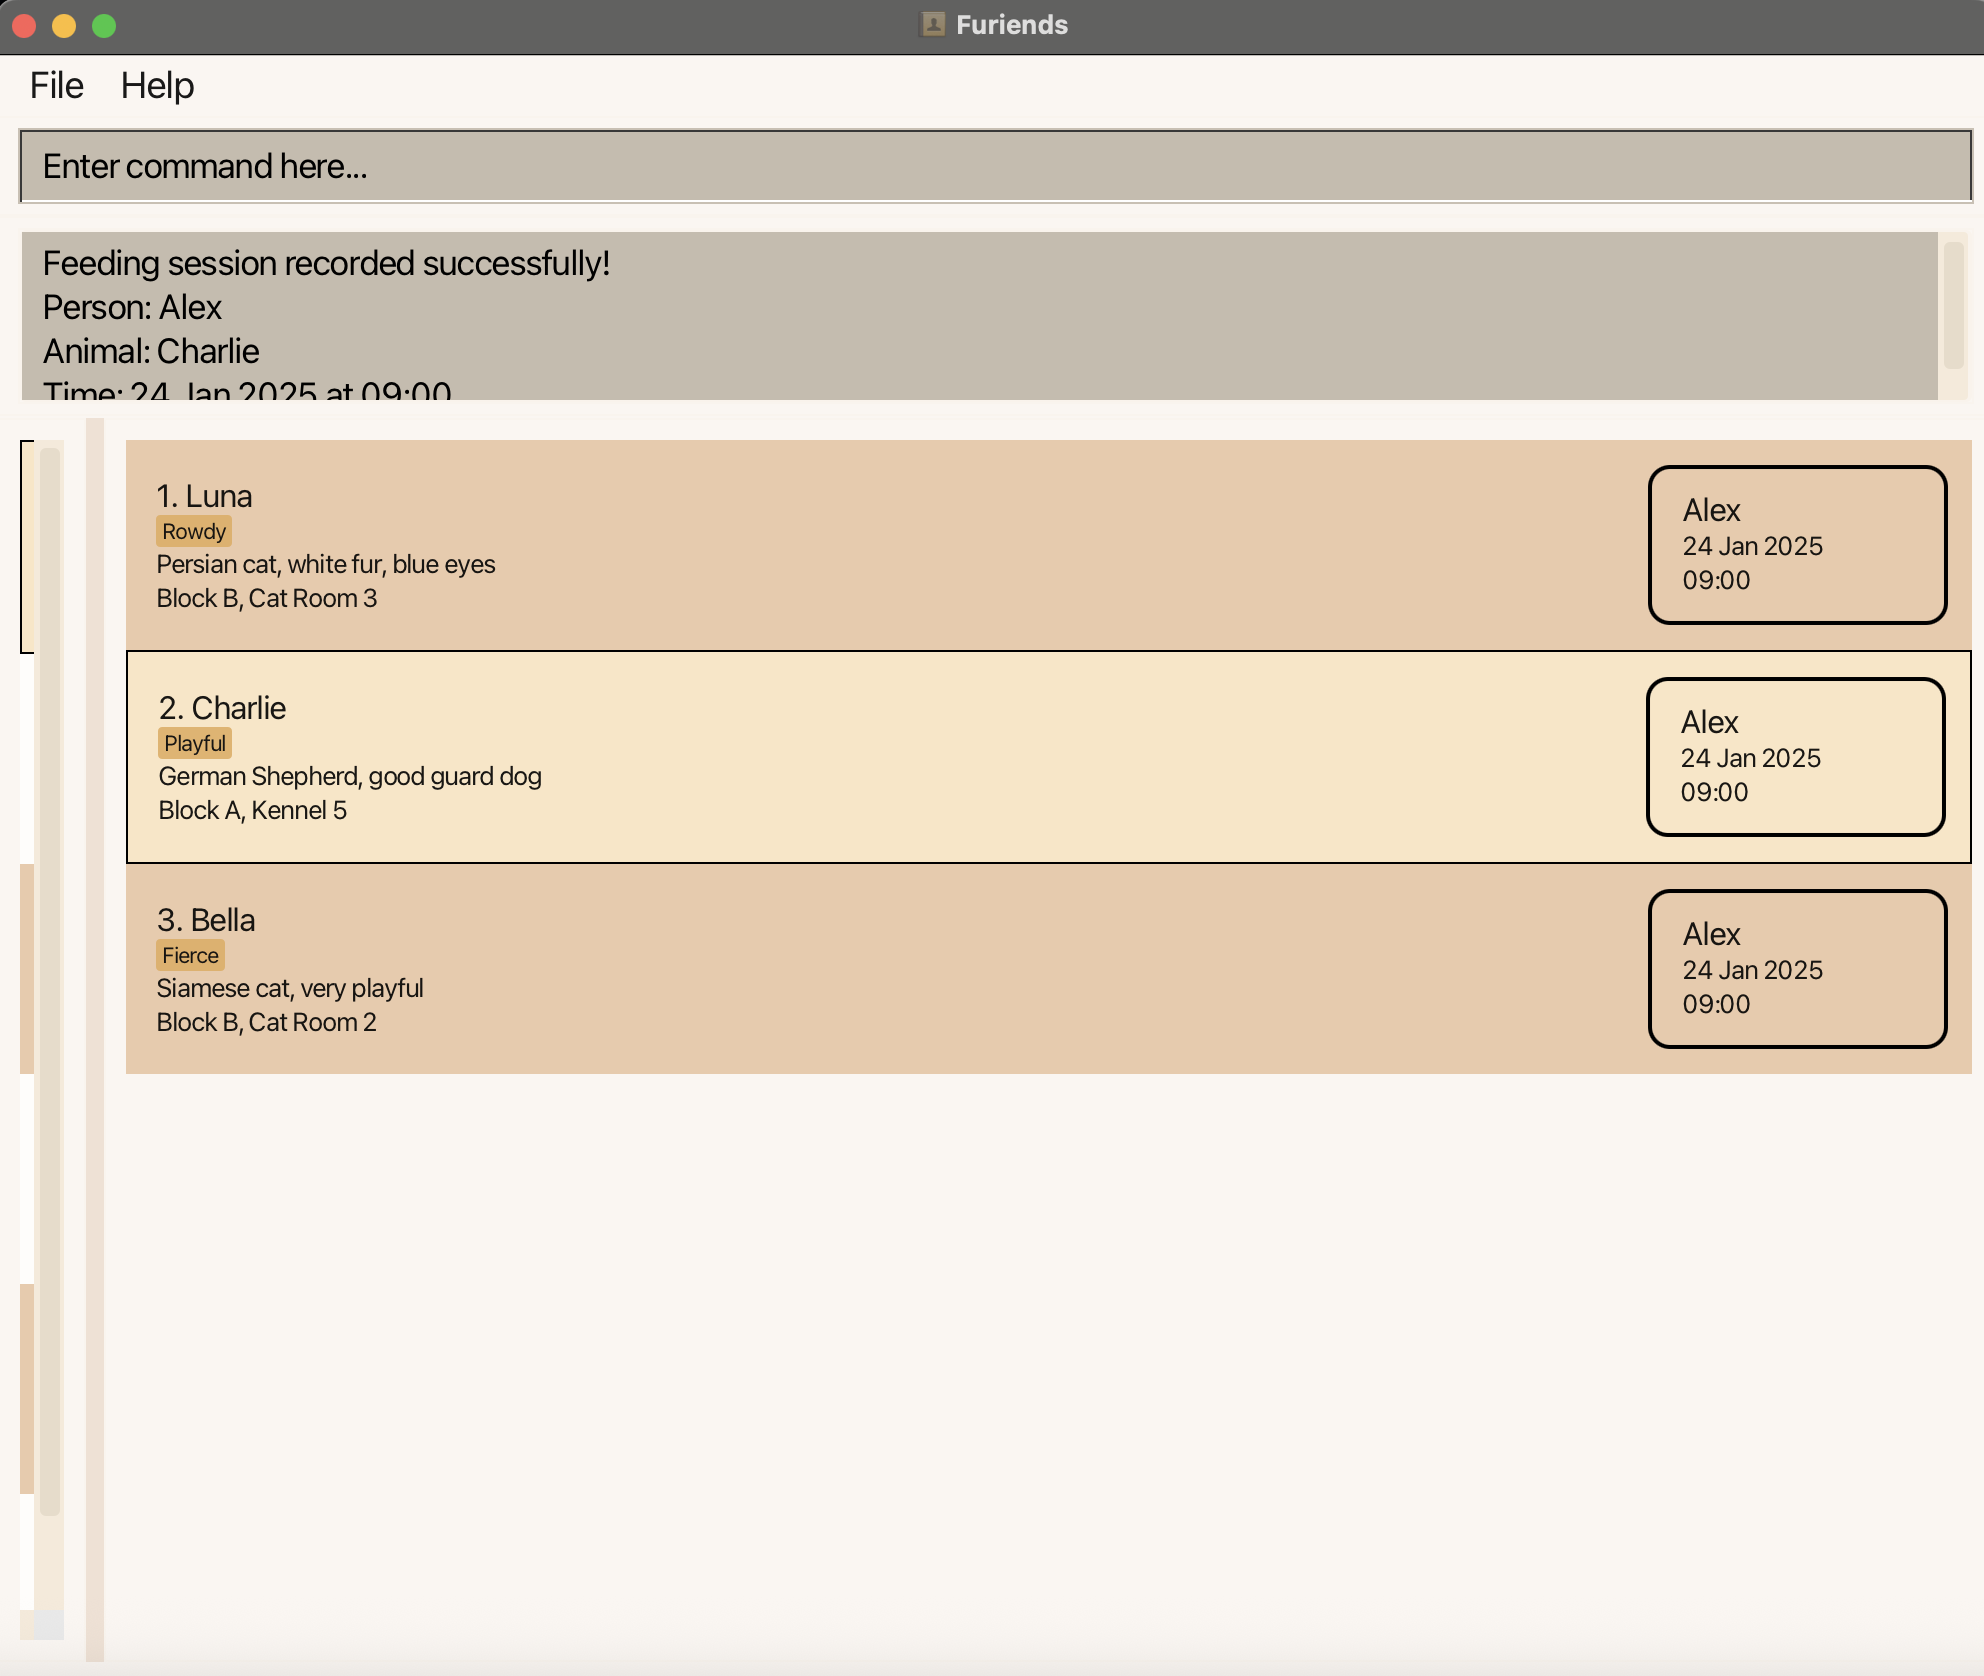 Furiends
File Help
Enter command here...
Feeding session recorded successfully!
Person: Alex
Animal: Charlie
Time: 24 Jan 2025 at 09:00
1. Luna
Rowdy
Persian cat, white fur, blue eyes
Block B, Cat Room 3
Alex
24 Jan 2025
09:00
2. Charlie
Playful
German Shepherd, good guard dog
Block A, Kennel 5
Alex
24 Jan 2025
09:00
3. Bella
Fierce
Siamese cat, very playful
Block B, Cat Room 2
Alex
24 Jan 2025
09:00